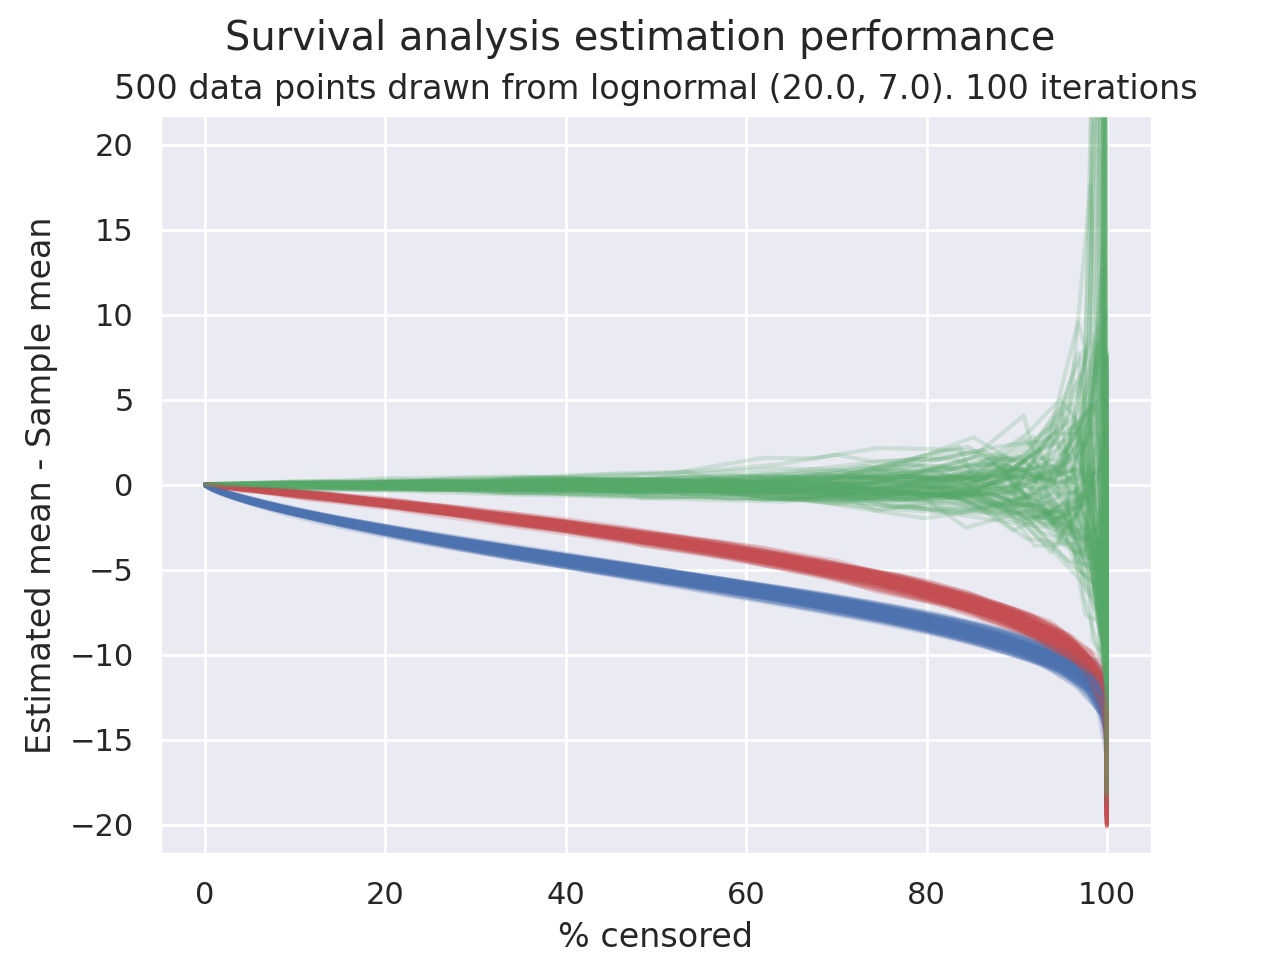 Survival analysis estimation performance
500 data points drawn from lognormal (20.0, 7.0). 100 iterations
Estimated mean - Sample mean
20
15
10
5
0
−5
−10
−15
−20
0 20 40 60 80 100
% censored